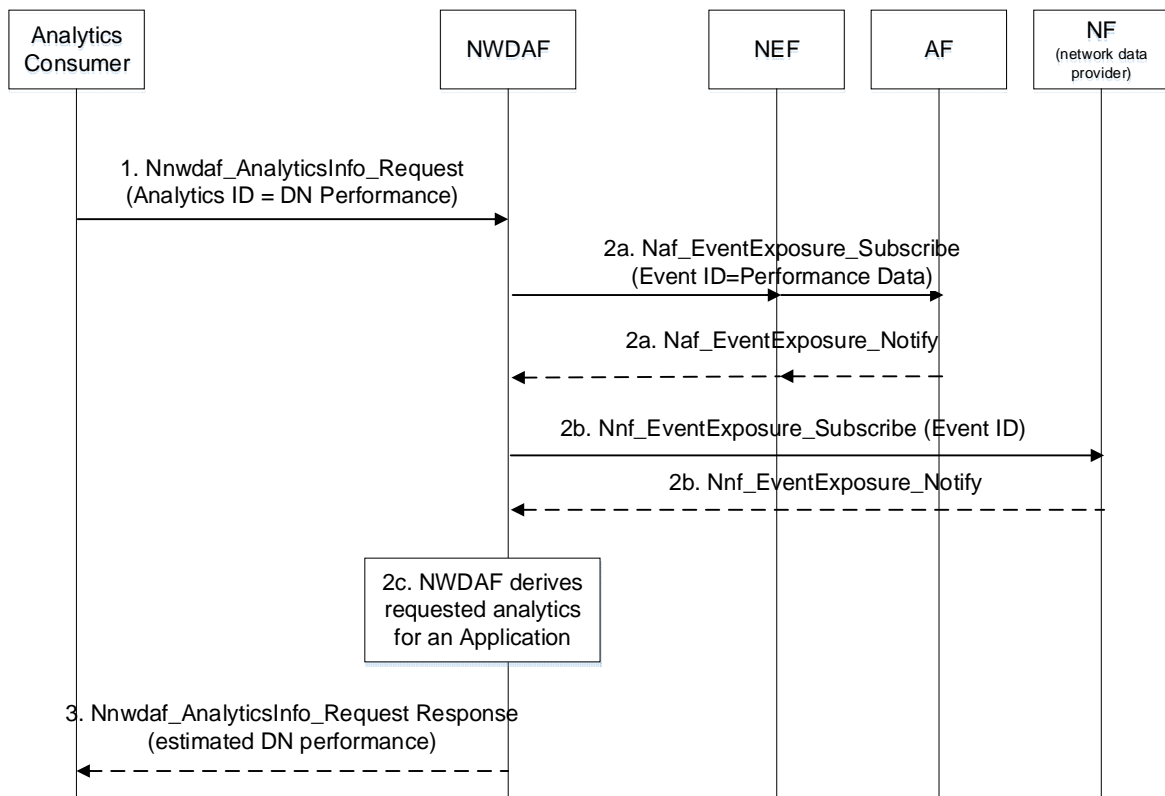 Analytics
Consumer
NWDAF
NEF
AF
NF
(network data
provider)
1. Nnwdaf_AnalyticsInfo_Request
(Analytics ID = DN Performance)
2a. Naf_EventExposure_Subscribe
(Event ID=Performance Data)
2a. Naf_EventExposure_Notify
2b. Nnf_EventExposure_Subscribe (Event ID)
2b. Nnf_EventExposure_Notify
2c. NWDAF derives
requested analytics
for an Application
3. Nnwdaf_AnalyticsInfo_Request Response
(estimated DN performance)